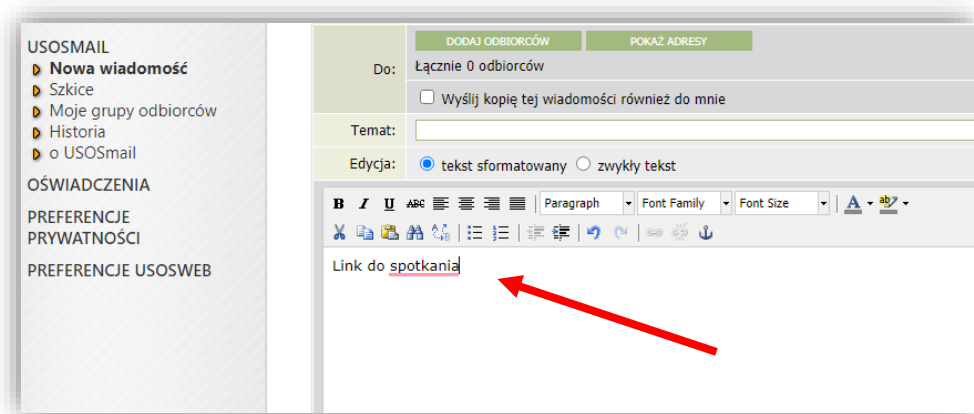 USOSMAIL
Nowa wiadomość
Szkice
Moje grupy odbiorców
Historia
o USOSmail
OŚWIADCZENIA
PREFERENCJE
PRYWATNOŚCI
PREFERENCJE USOSWEB
DODAJ ODBIORCÓW POKAŻ ADRESY
Do: Łącznie 0 odbiorców
Wyślij kopię tej wiadomości również do mnie
Temat:
Edycja: tekst sformatowany zwykły tekst
B I U ABC Paragraph Font Family Font Size A ab
Link do spotkania